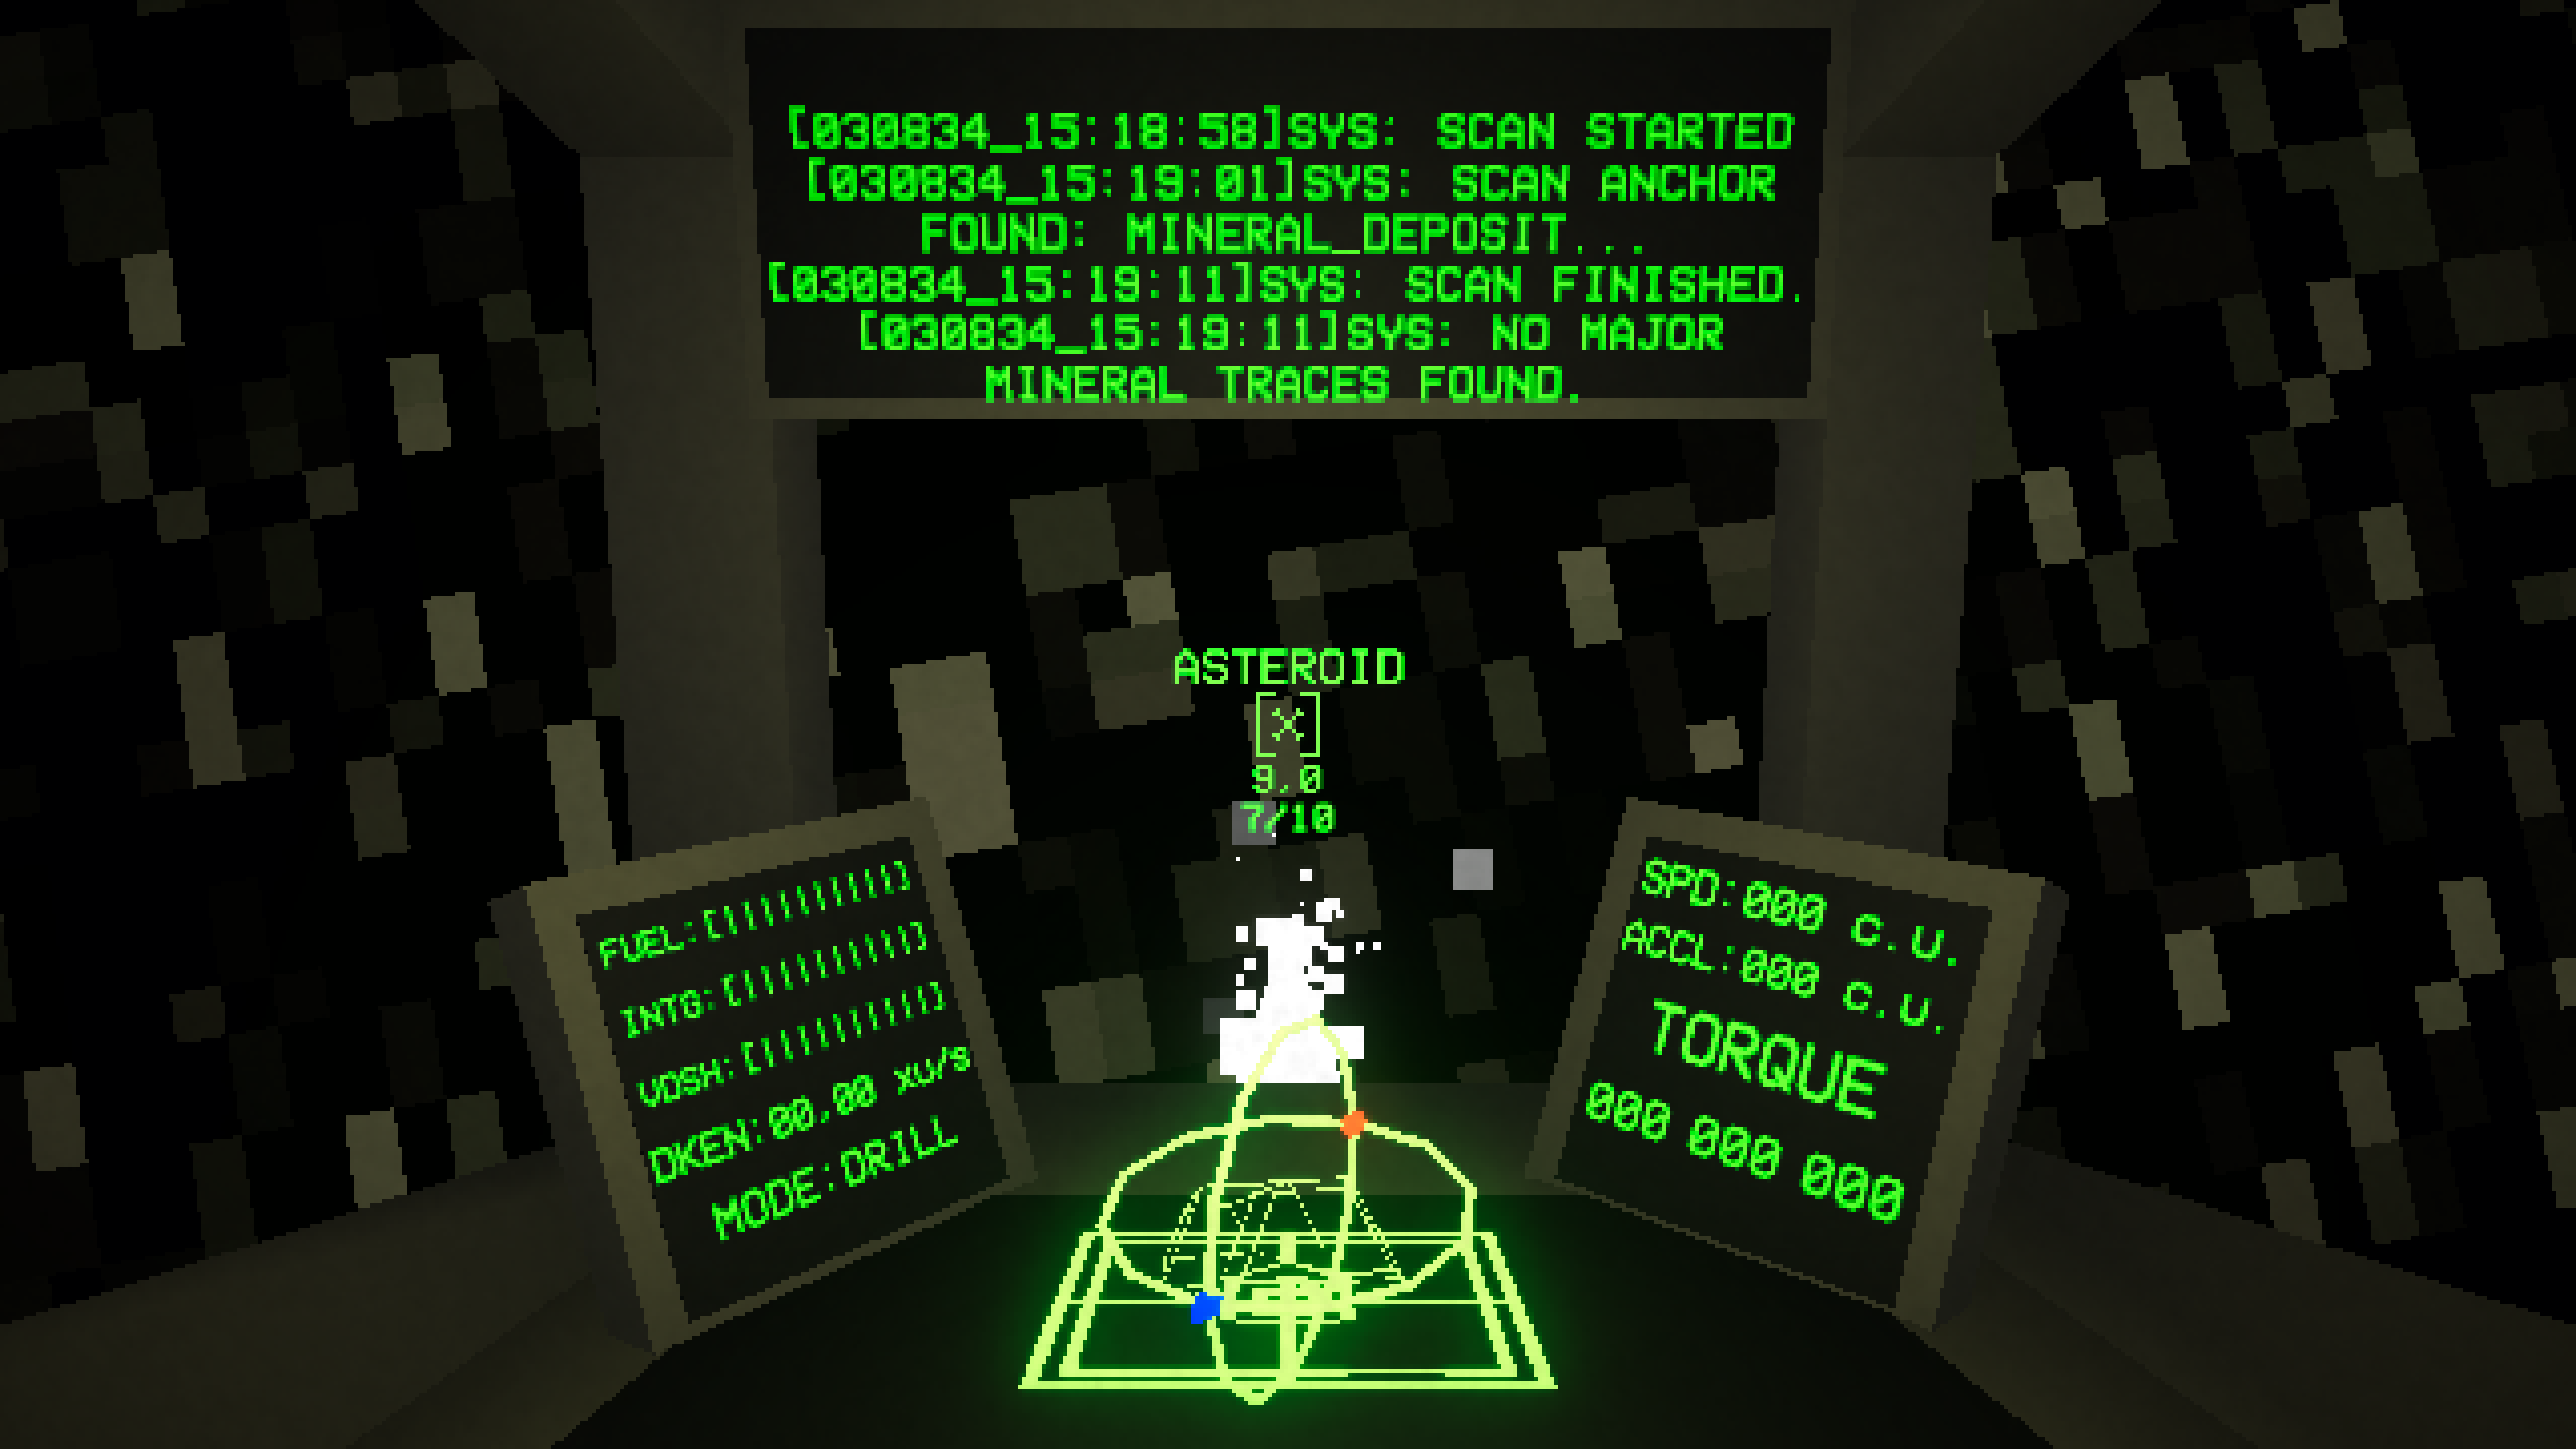 [030834_15:18:58]SYS: SCAN STARTED
[030834_15:19:01]SYS: SCAN ANCHOR
FOUND: MINERAL_DEPOSIT...
[030834_15:19:11]SYS: SCAN FINISHED.
[030834_15:19:11]SYS: NO MAJOR
MINERAL TRACES FOUND.
ASTEROID
[X]
9,0
7/10
FUEL:[||||||||||||]
INTG:[||||||||||||]
VDSH:[||||||||||||]
DKEN:00,00 xu/s
MODE:DRILL
SPD:000 c.u.
ACCL:000 c.u.
TORQUE
000 000 000